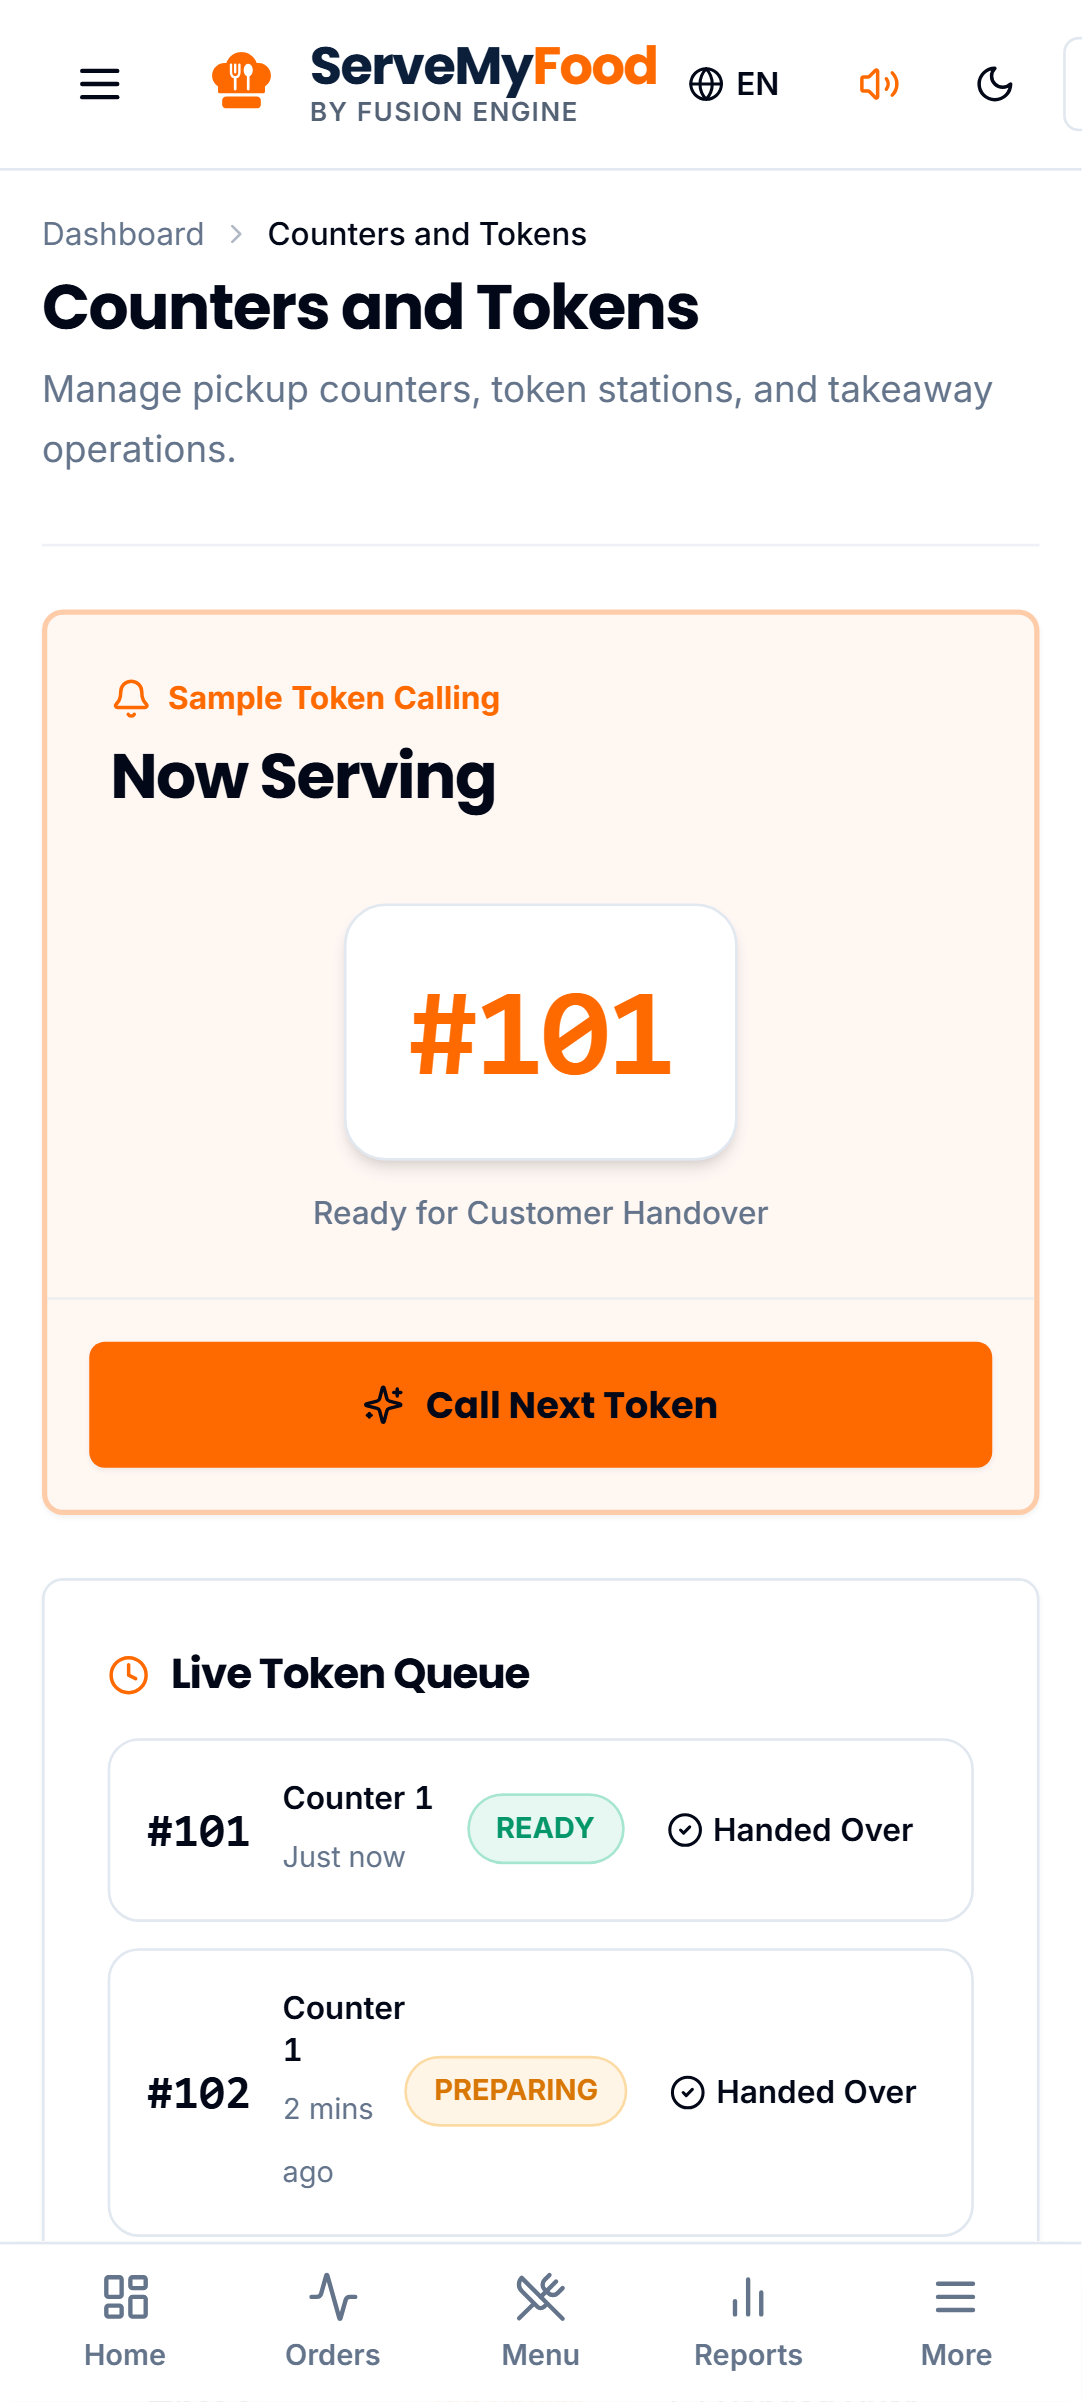 ServeMyFood
BY FUSION ENGINE
EN
Dashboard > Counters and Tokens
Counters and Tokens
Manage pickup counters, token stations, and takeaway
operations.
Sample Token Calling
Now Serving
#101
Ready for Customer Handover
Call Next Token
Live Token Queue
#101
Counter 1
Just now
READY
Handed Over
#102
Counter
1
2 mins
ago
PREPARING
Handed Over
Home
Orders
Menu
Reports
More